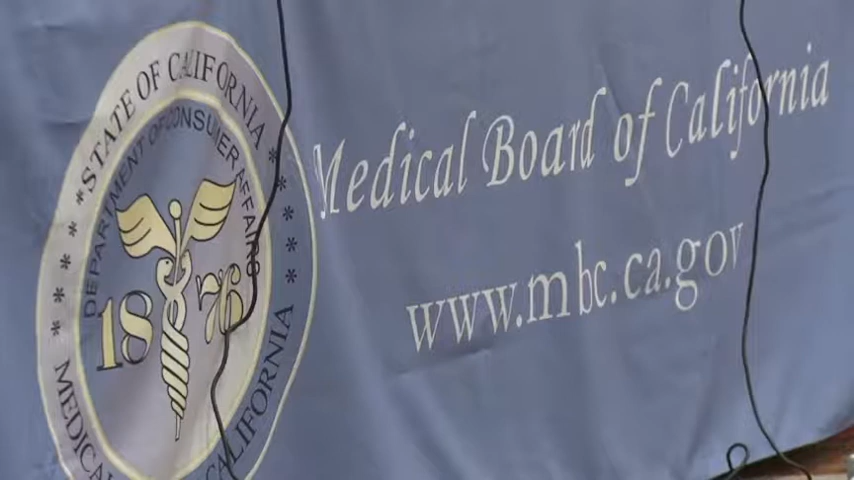 STATE OF CALIFORNIA
DEPARTMENT OF CONSUMER AFFAIRS
1876
MEDICAL
CALIFORNIA
Medical Board of California
www.mbc.ca.gov